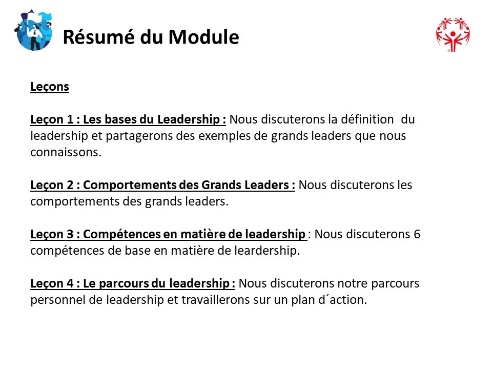 Résumé du Module
Leçons
Leçon 1 : Les bases du Leadership : Nous discuterons la définition  du
leadership et partagerons des exemples de grands leaders que nous
connaissons.
Leçon 2 : Comportements des Grands Leaders : Nous discuterons les
comportements des grands leaders.
Leçon 3 : Compétences en matière de leadership : Nous discuterons 6
compétences de base en matière de leardership.
Leçon 4 : Le parcours du leadership : Nous discuterons notre parcours
personnel de leadership et travaillerons sur un plan d´action.